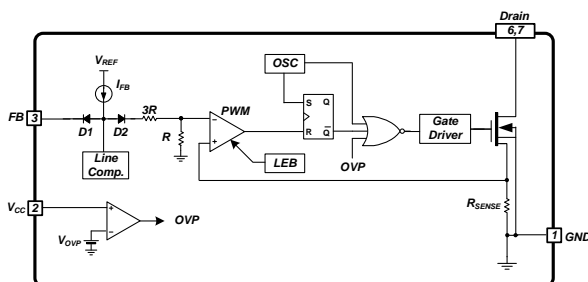 Drain
6,7
VREF
IFB
OSC
FB 3
D1 D2
3R
R
PWM
S Q
R Q
Gate Driver
Line Comp.
LEB
OVP
VCC
2
OVP
VOVP
RSENSE
1
GND